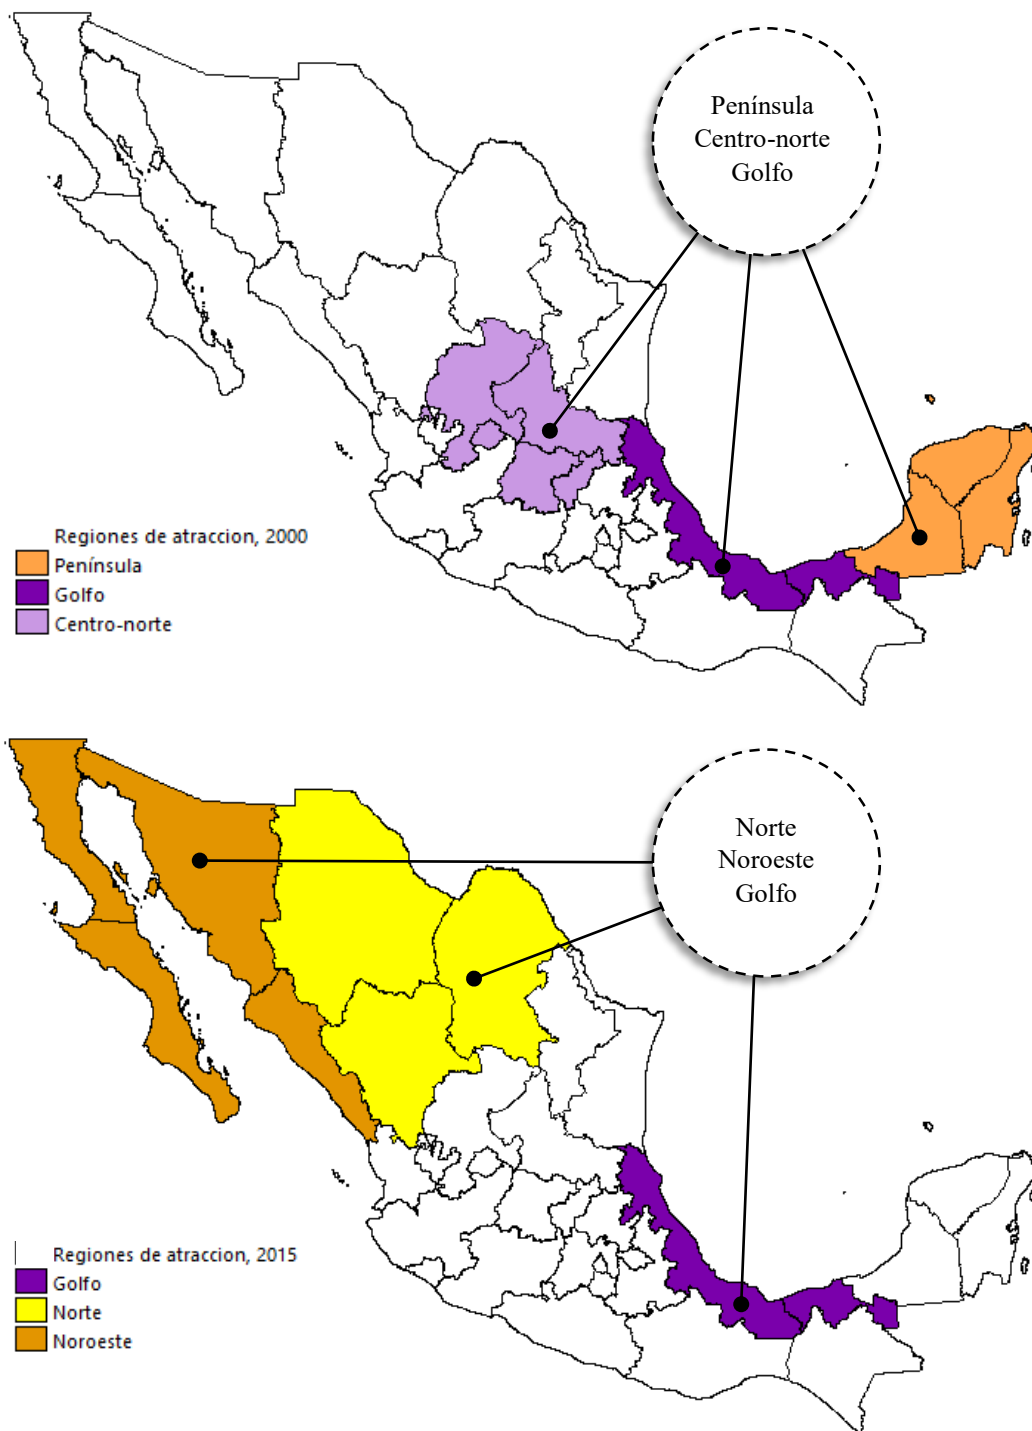 Península
Centro-norte
Golfo
Regiones de atraccion, 2000
Península
Golfo
Centro-norte
Norte
Noroeste
Golfo
Regiones de atraccion, 2015
Golfo
Norte
Noroeste